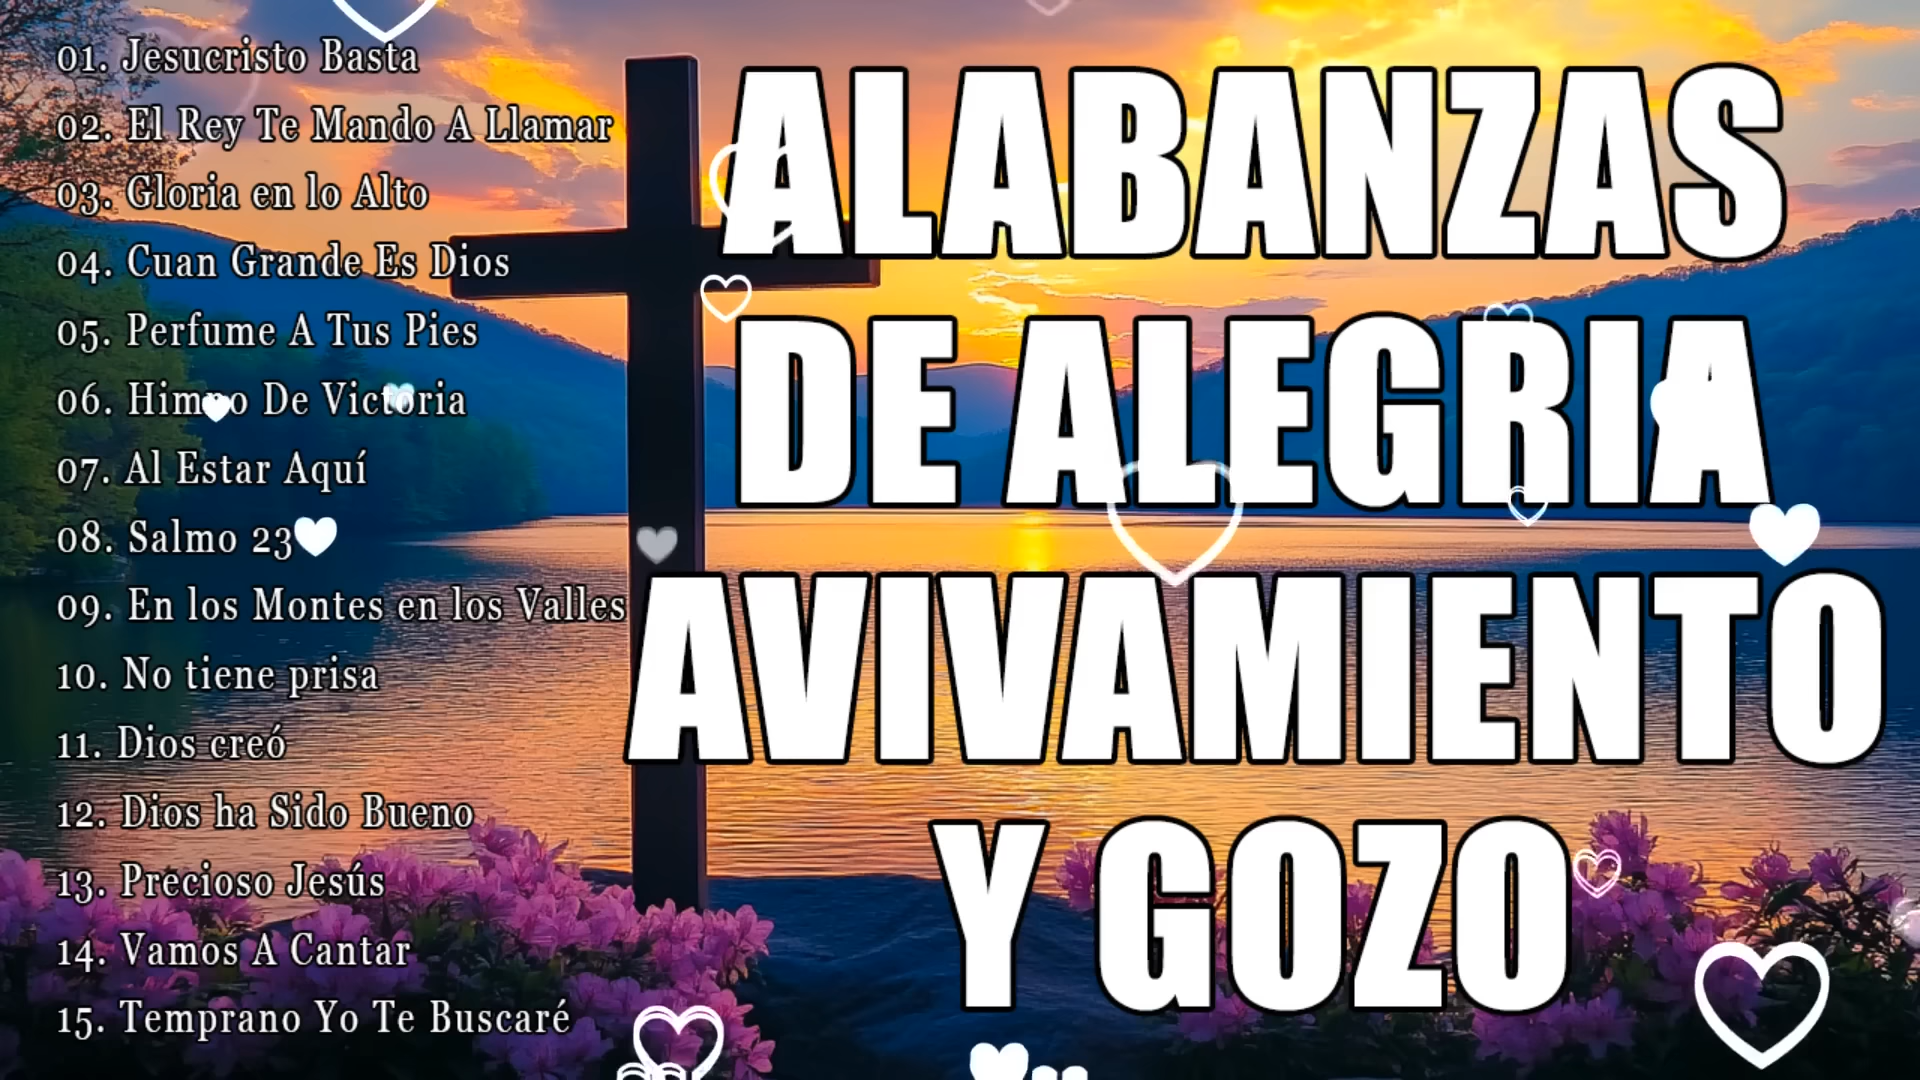 01. Jesucristo Basta
02. El Rey Te Mando A Llamar
03. Gloria en lo Alto
04. Cuan Grande Es Dios
05. Perfume A Tus Pies
06. Himno De Victoria
07. Al Estar Aquí
08. Salmo 23
09. En los Montes en los Valles
10. No tiene prisa
11. Dios creó
12. Dios ha Sido Bueno
13. Precioso Jesús
14. Vamos A Cantar
15. Temprano Yo Te Buscaré
ALABANZAS
DE ALEGRIA
AVIVAMIENTO
Y GOZO